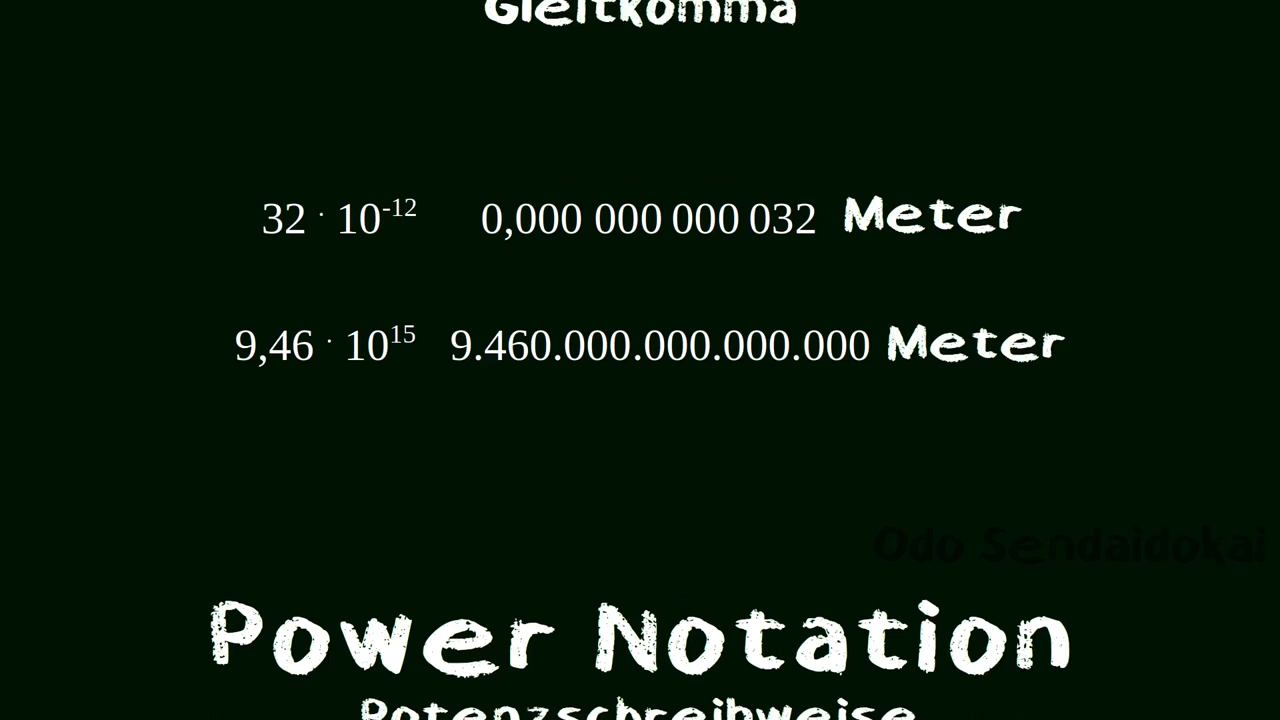 Gleitkomma
32 · 10⁻¹² 0,000 000 000 032 Meter
9,46 · 10¹⁵ 9.460.000.000.000.000 Meter
Odo Sendaidokai
Power Notation
Potenzschreibweise